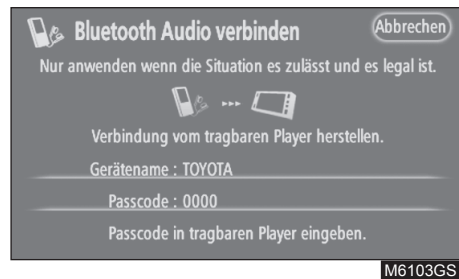 Bluetooth Audio verbinden
Abbrechen
Nur anwenden wenn die Situation es zulässt und es legal ist.
Verbindung vom tragbaren Player herstellen.
Gerätename : TOYOTA
Passcode : 0000
Passcode in tragbaren Player eingeben.
M6103GS